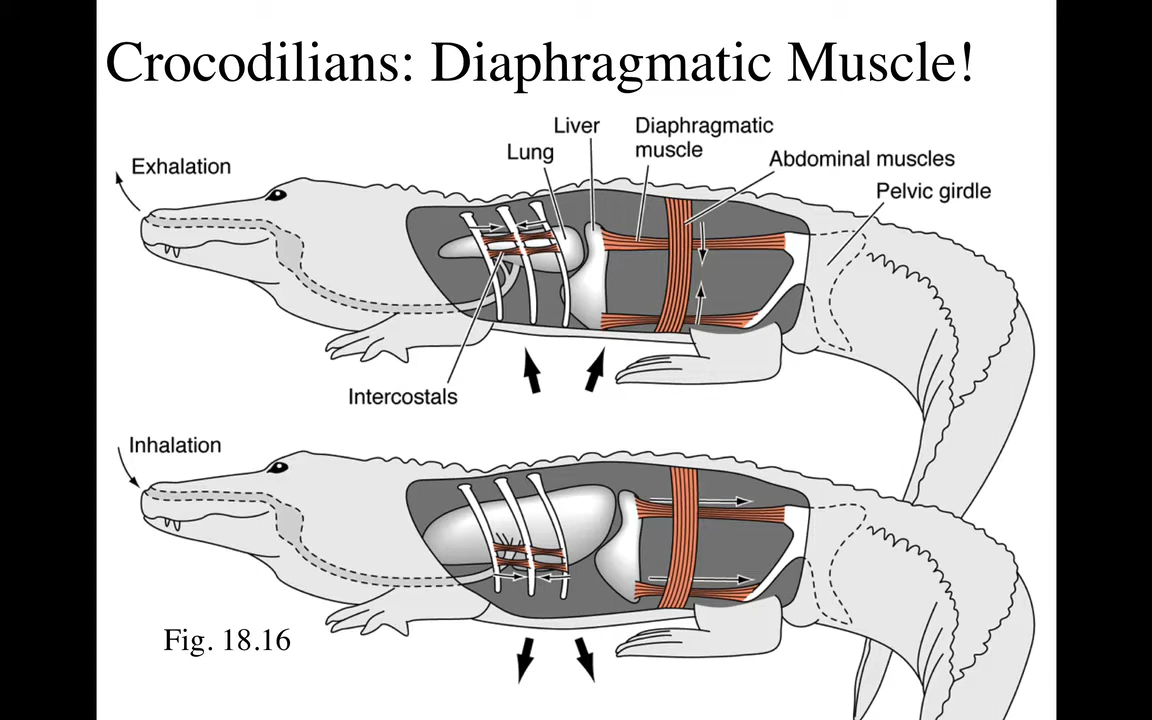 Crocodilians: Diaphragmatic Muscle!
Liver
Diaphragmatic
muscle
Lung
Abdominal muscles
Exhalation
Pelvic girdle
Intercostals
Inhalation
Fig. 18.16